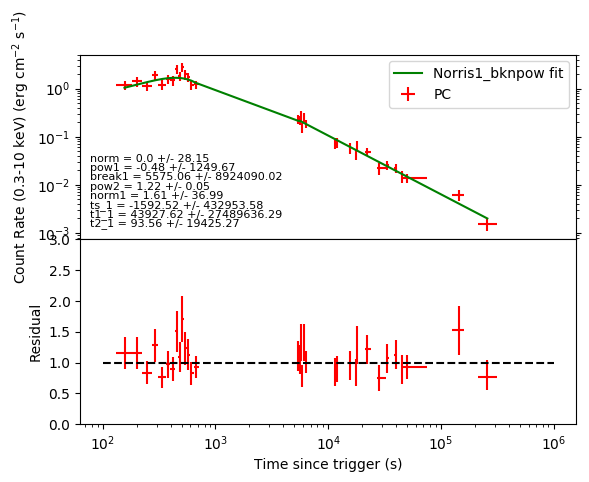 Count Rate (0.3-10 keV) (erg cm⁻² s⁻¹)
10⁰
10⁻¹
10⁻²
10⁻³
Norris1_bknpow fit
PC
norm = 0.0 +/- 28.15
pow1 = -0.48 +/- 1249.67
break1 = 5575.06 +/- 8924090.02
pow2 = 1.22 +/- 0.05
norm1 = 1.61 +/- 36.99
ts_1 = -1592.52 +/- 432953.58
t1_1 = 43927.62 +/- 27489636.29
t2_1 = 93.56 +/- 19425.27
Residual
3.0
2.5
2.0
1.5
1.0
0.5
0.0
10² 10³ 10⁴ 10⁵ 10⁶
Time since trigger (s)